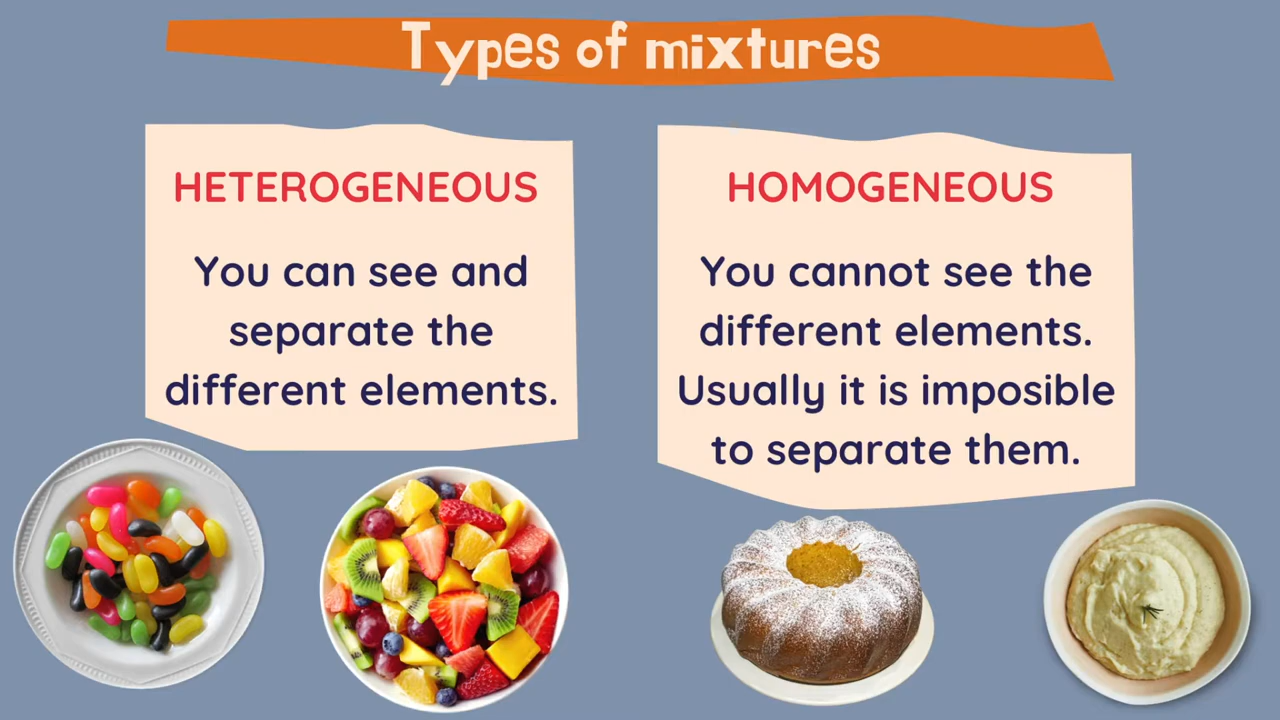 Types of mixtures
HETEROGENEOUS
You can see and
separate the
different elements.
HOMOGENEOUS
You cannot see the
different elements.
Usually it is imposible
to separate them.